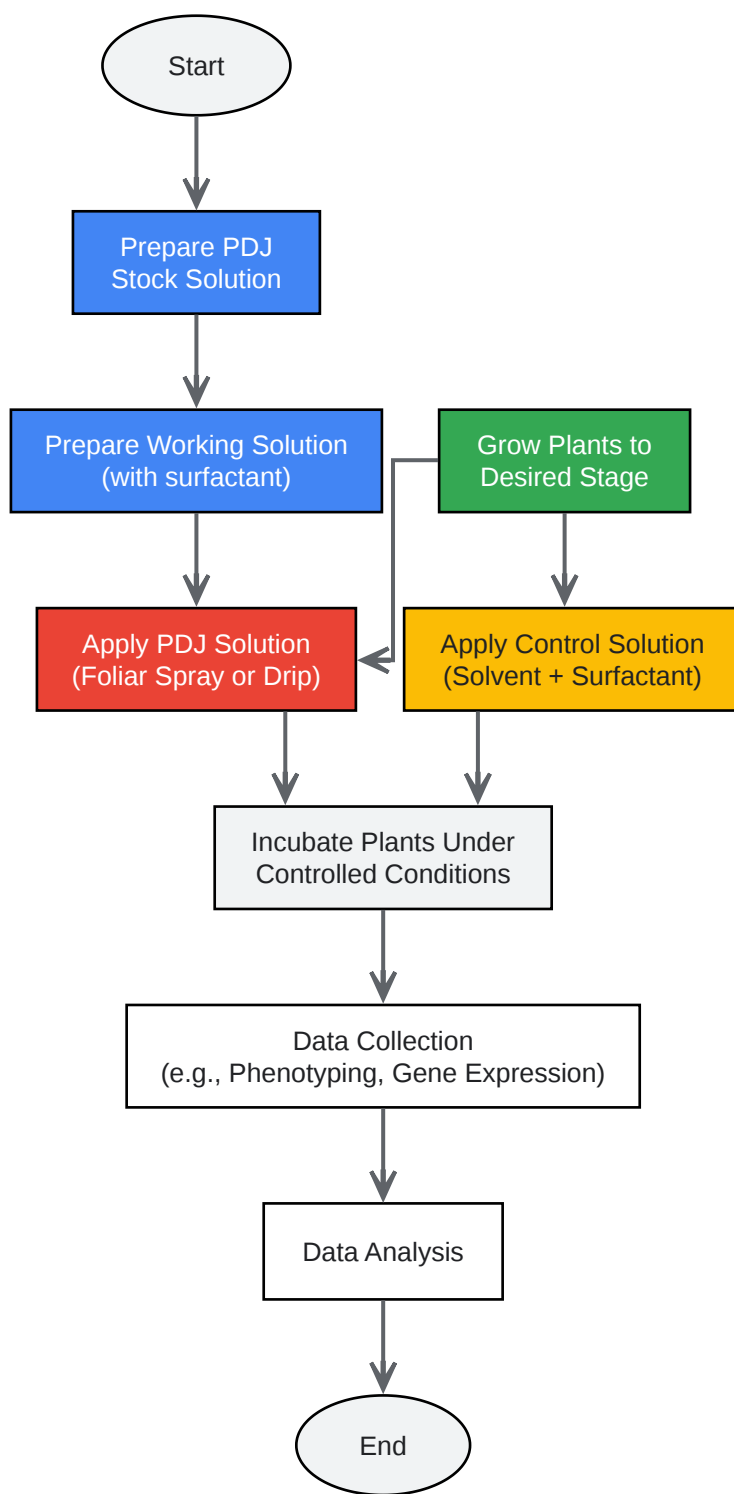 Start
Prepare PDJ
Stock Solution
Prepare Working Solution
(with surfactant)
Grow Plants to
Desired Stage
Apply PDJ Solution
(Foliar Spray or Drip)
Apply Control Solution
(Solvent + Surfactant)
Incubate Plants Under
Controlled Conditions
Data Collection
(e.g., Phenotyping, Gene Expression)
Data Analysis
End